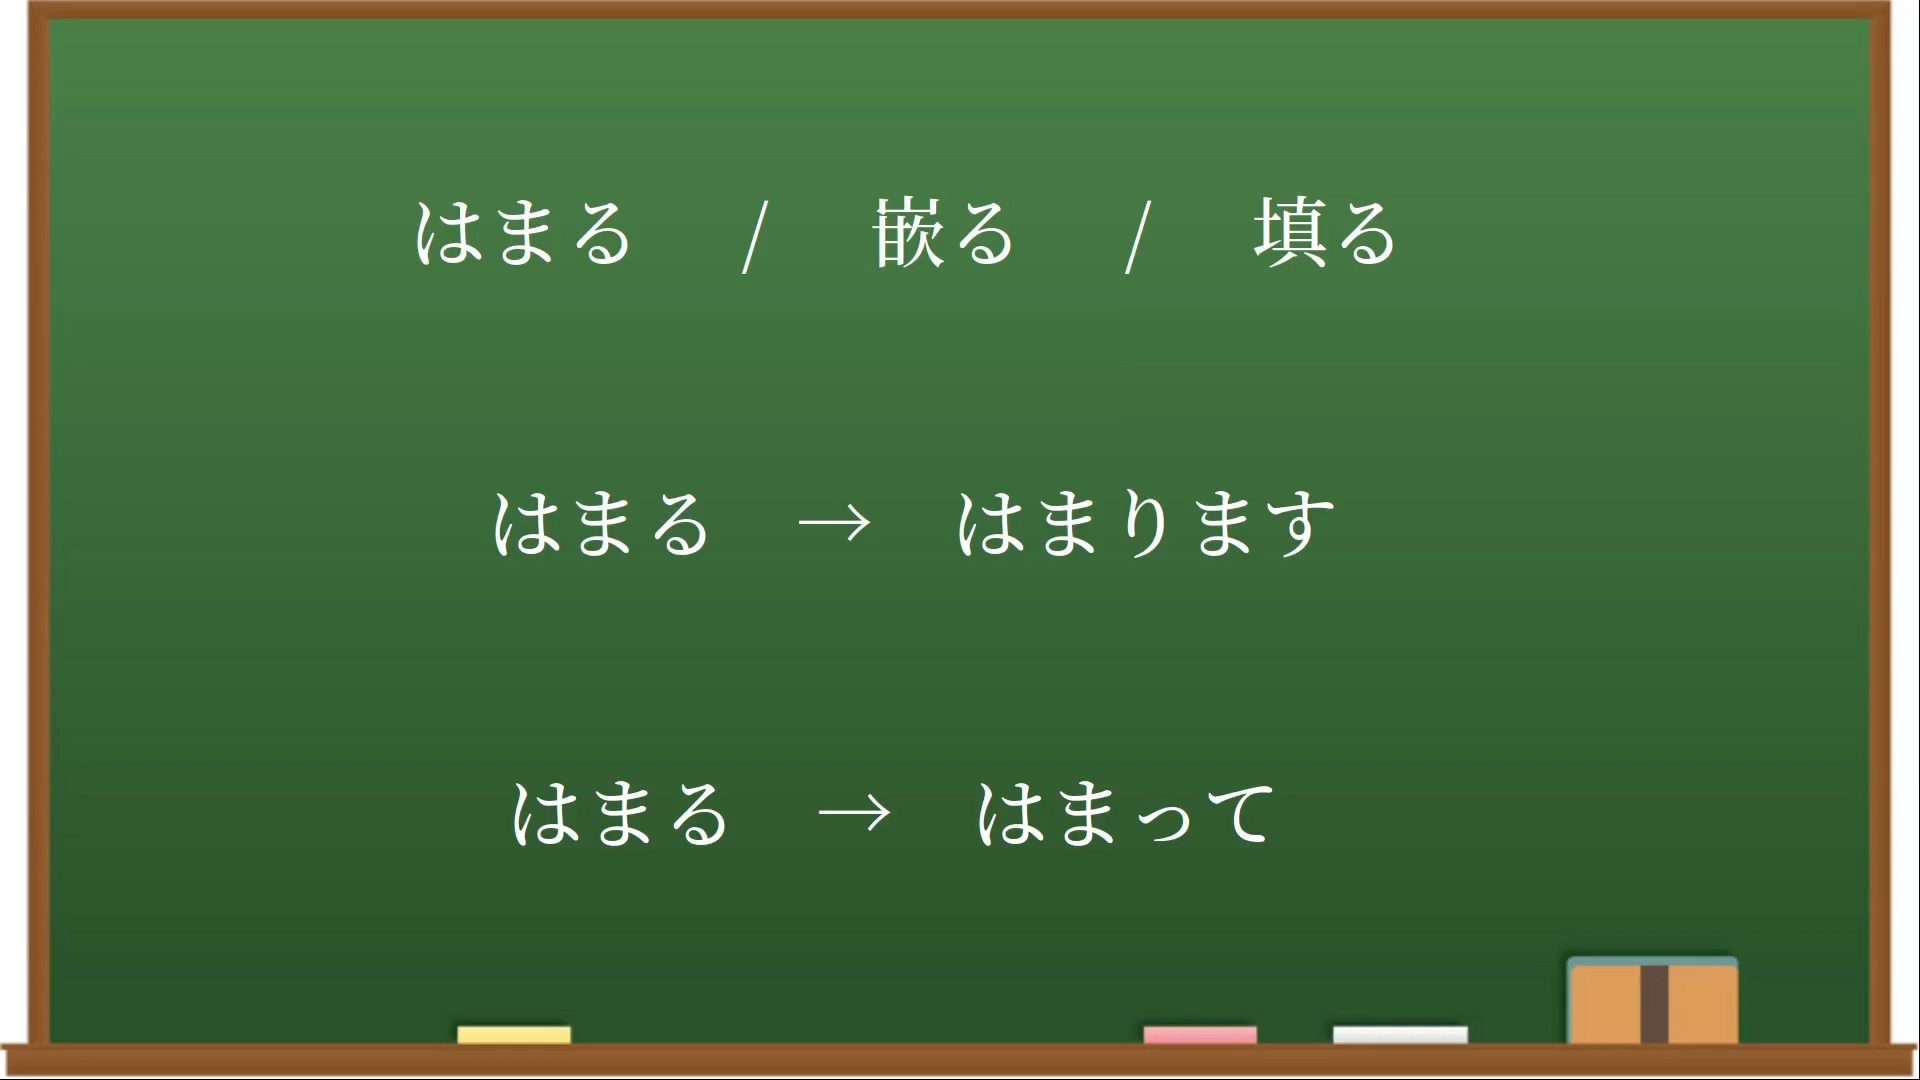 はまる / 嵌る / 填る
はまる → はまります
はまる → はまって